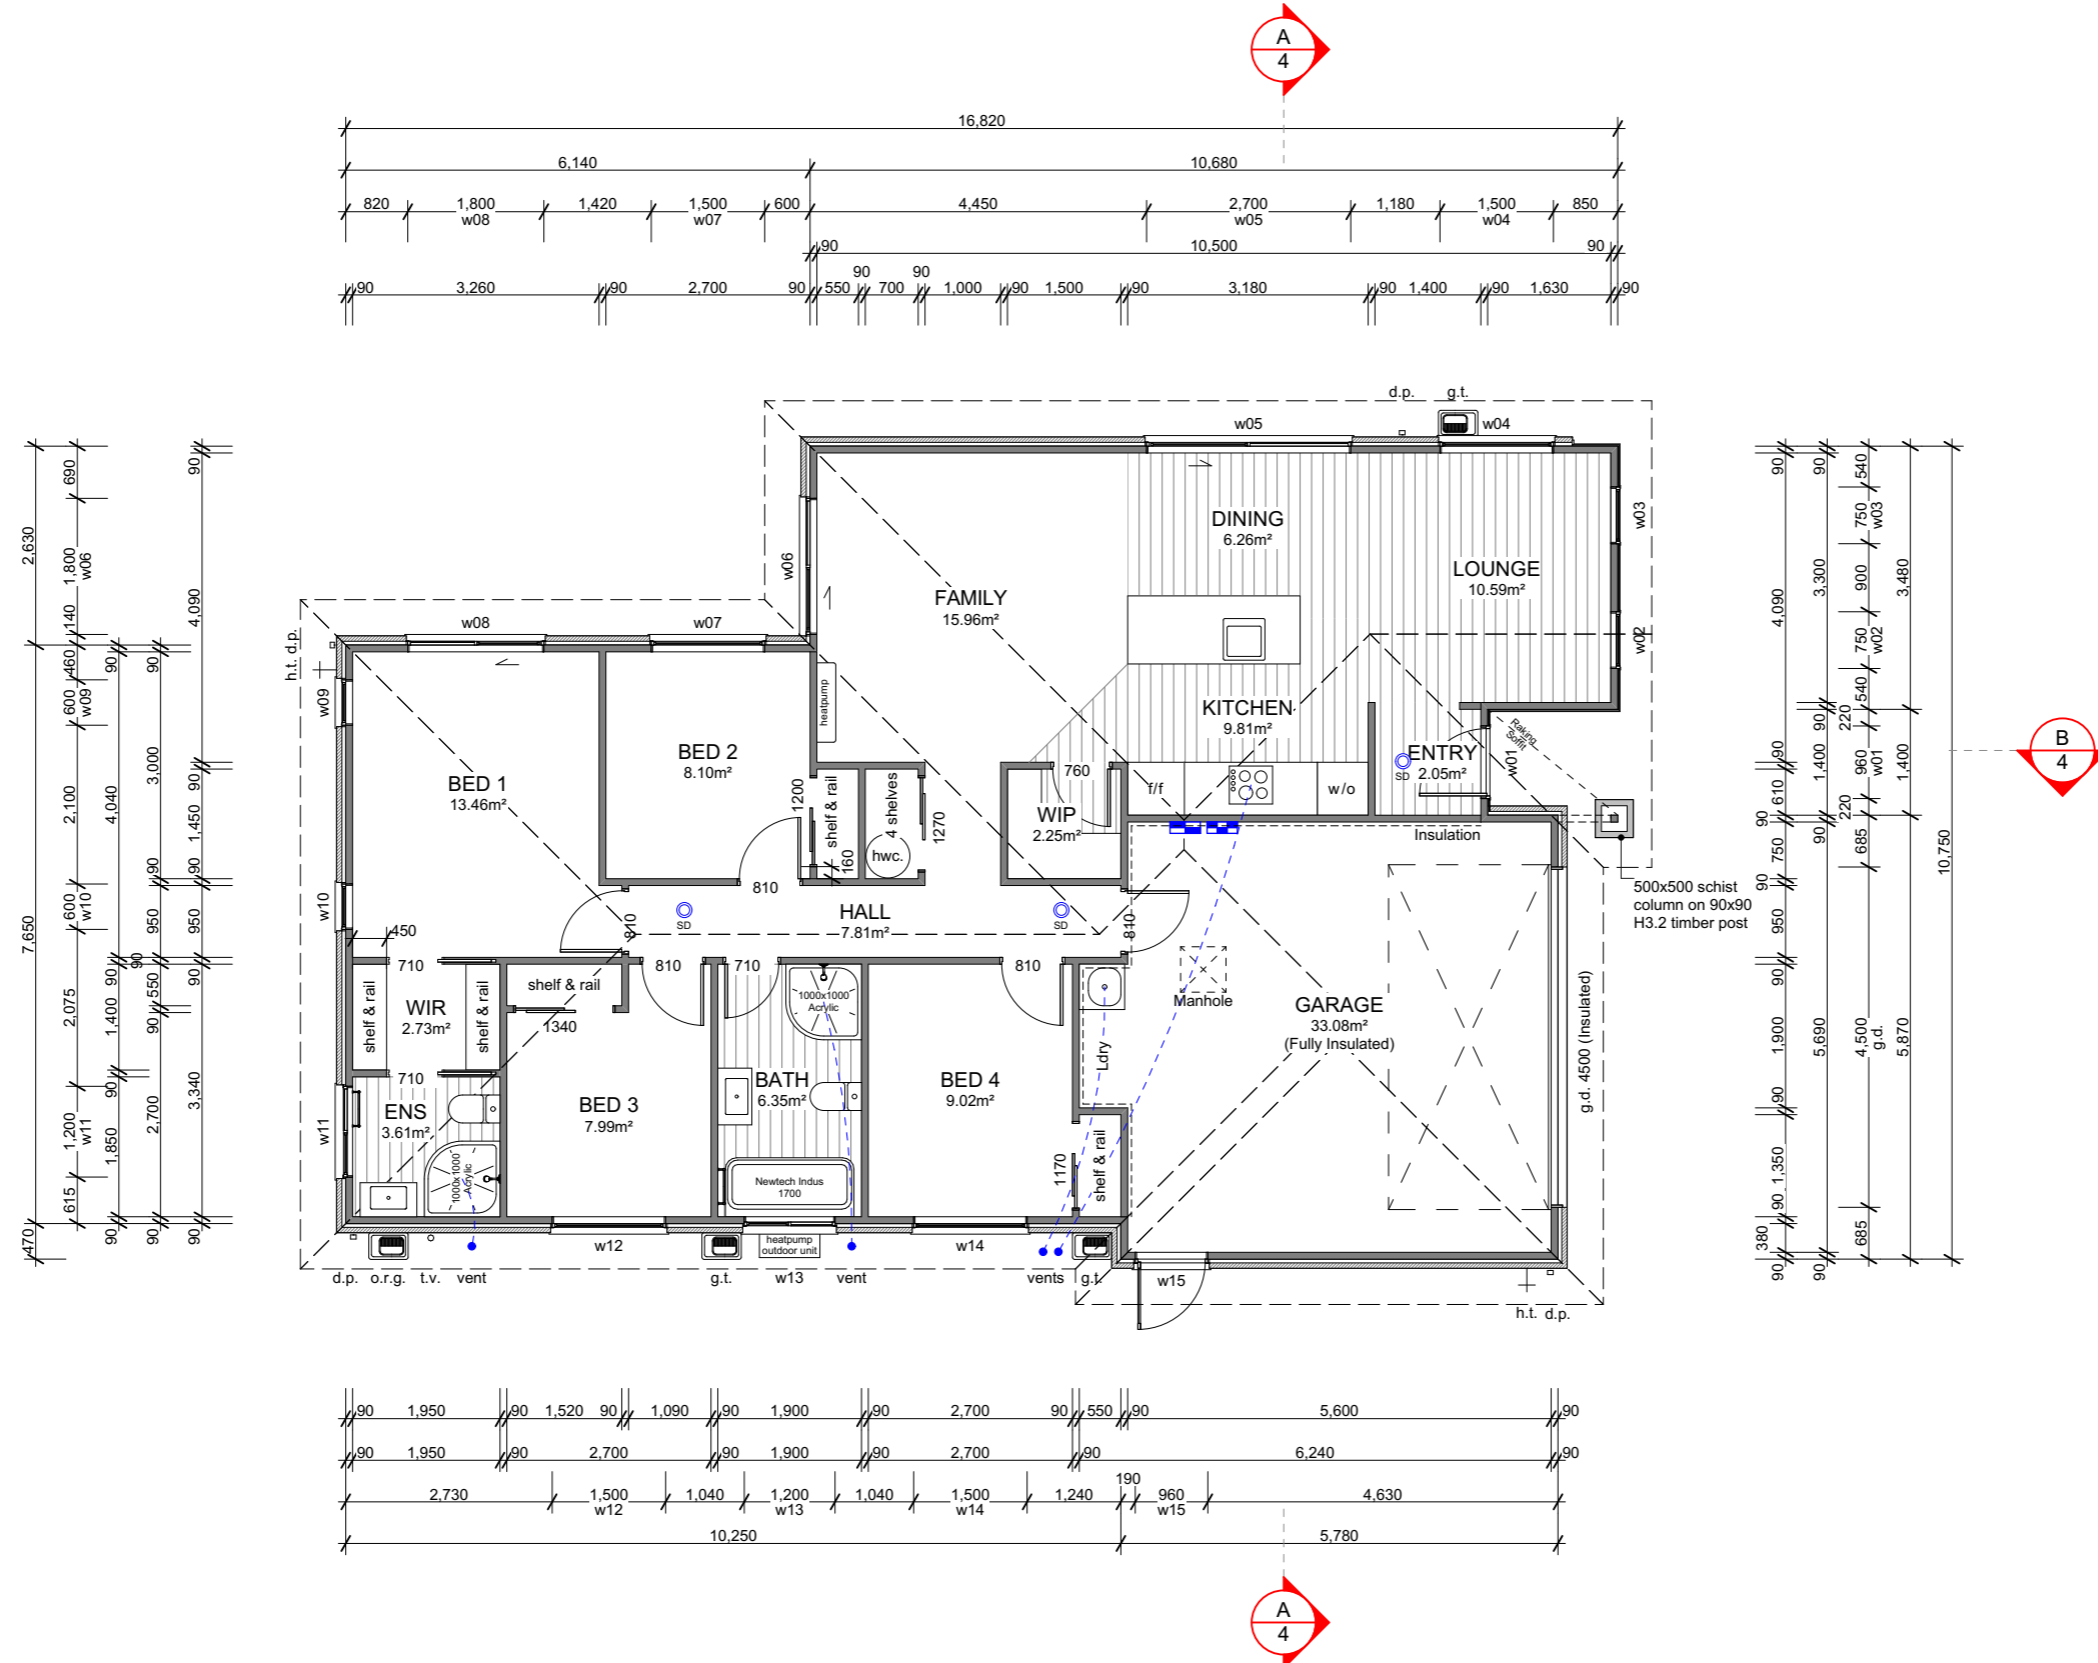 A
4
16,820
6,140 10,680
820 1,800 1,420 1,500 600 4,450 2,700 1,180 1,500 850
w08 w07 w05 w04
90 10,500 90
90 3,260 90 2,700 90 550 90 700 90 1,000 90 1,500 90 3,180 90 1,400 90 1,630 90
d.p. g.t.
w05 w04
w03
w02
w06
DINING
6.26m²
LOUNGE
10.59m²
FAMILY
15.96m²
w08 w07
h.t. d.p.
w09
heatpump
KITCHEN
9.81m²
Raking
Soffit
BED 1
13.46m²
BED 2
8.10m²
1200
shelf & rail
160
4 shelves
hwc.
1270
760
WIP
2.25m²
f/f
w/o
SD
ENTRY
2.05m²
w01
Insulation
500x500 schist
column on 90x90
H3.2 timber post
810
HALL
7.81m²
SD
SD
810
810
w10
450
710
810
710
810
shelf & rail
WIR
2.73m²
shelf & rail
shelf & rail
1340
1000x1000
Acrylic
Manhole
GARAGE
33.08m²
(Fully Insulated)
g.d. 4500 (Insulated)
Ldry
710
ENS
3.61m²
1000x1000
Acrylic
w11
BED 3
7.99m²
BATH
6.35m²
Newtech Indus
1700
BED 4
9.02m²
1170
shelf & rail
w12
heatpump
outdoor unit
w14
d.p. o.r.g. t.v. vent g.t. w13 vent vents g.t. w15
h.t. d.p.
2,630
7,650
470
690
1,800
w06
140
460
600
w09
2,100
600
w10
2,075
1,200
w11
615
90
4,040
90
1,400
90
1,850
90
90
3,000
90
950
90
550
90
2,700
90
90
4,090
90
1,450
90
950
90
3,340
90
90
4,090
90
610
90
750
90
950
90
1,900
90
1,350
90
380
90
90
3,300
90
1,400
90
5,690
90
540
750
w03
900
750
w02
540
220
960
w01
220
685
4,500
g.d.
685
3,480
1,400
5,870
10,750
B
4
90 1,950 90 1,520 90 1,090 90 1,900 90 2,700 90 550 90 5,600 90
90 1,950 90 2,700 90 1,900 90 2,700 90 6,240 90
2,730 1,500 1,040 1,200 1,040 1,500 1,240 190 960 4,630
w12 w13 w14 w15
10,250 5,780
A
4